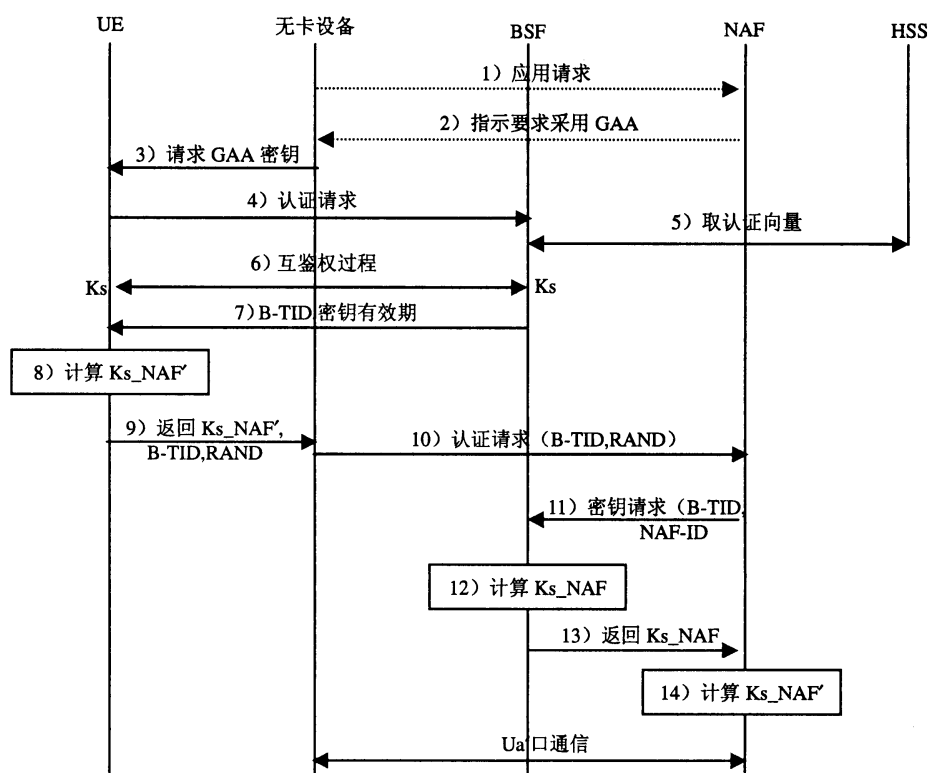 UE
无卡设备
BSF
NAF
HSS
1）应用请求
2）指示要求采用 GAA
3）请求 GAA 密钥
4）认证请求
5）取认证向量
6）互鉴权过程
Ks
Ks
7）B-TID,密钥有效期
8）计算 Ks_NAF′
9）返回 Ks_NAF′,
B-TID,RAND
10）认证请求（B-TID,RAND）
11）密钥请求（B-TID,
NAF-ID
12）计算 Ks_NAF
13）返回 Ks_NAF
14）计算 Ks_NAF′
Ua′口通信